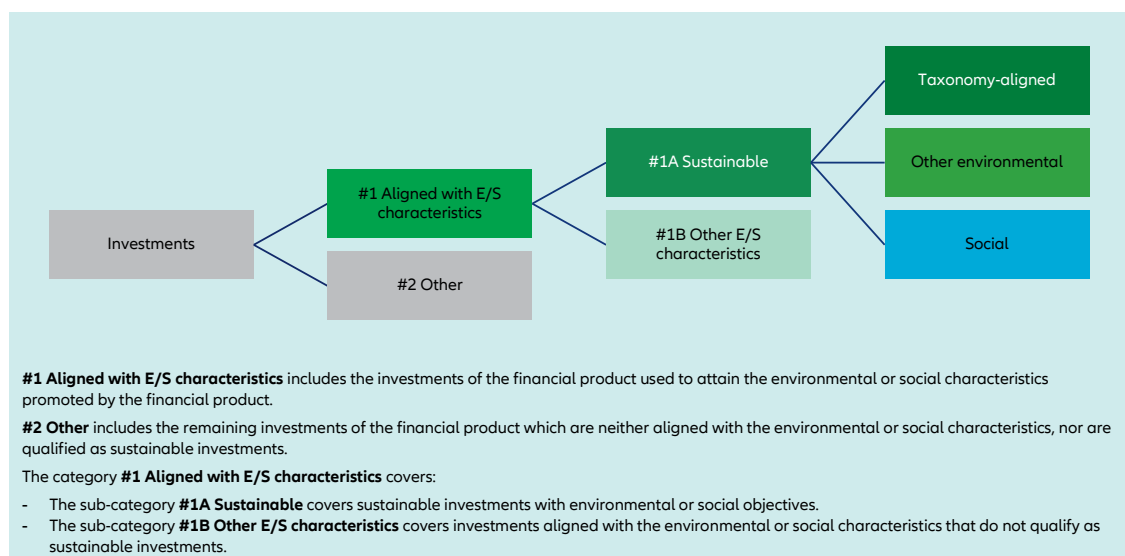 Taxonomy-aligned
#1A Sustainable
Other environmental
#1 Aligned with E/S
characteristics
Investments
#1B Other E/S
characteristics
Social
#2 Other
#1 Aligned with E/S characteristics includes the investments of the financial product used to attain the environmental or social characteristics
promoted by the financial product.
#2 Other includes the remaining investments of the financial product which are neither aligned with the environmental or social characteristics, nor are
qualified as sustainable investments.
The category #1 Aligned with E/S characteristics covers:
- The sub-category #1A Sustainable covers sustainable investments with environmental or social objectives.
- The sub-category #1B Other E/S characteristics covers investments aligned with the environmental or social characteristics that do not qualify as
sustainable investments.